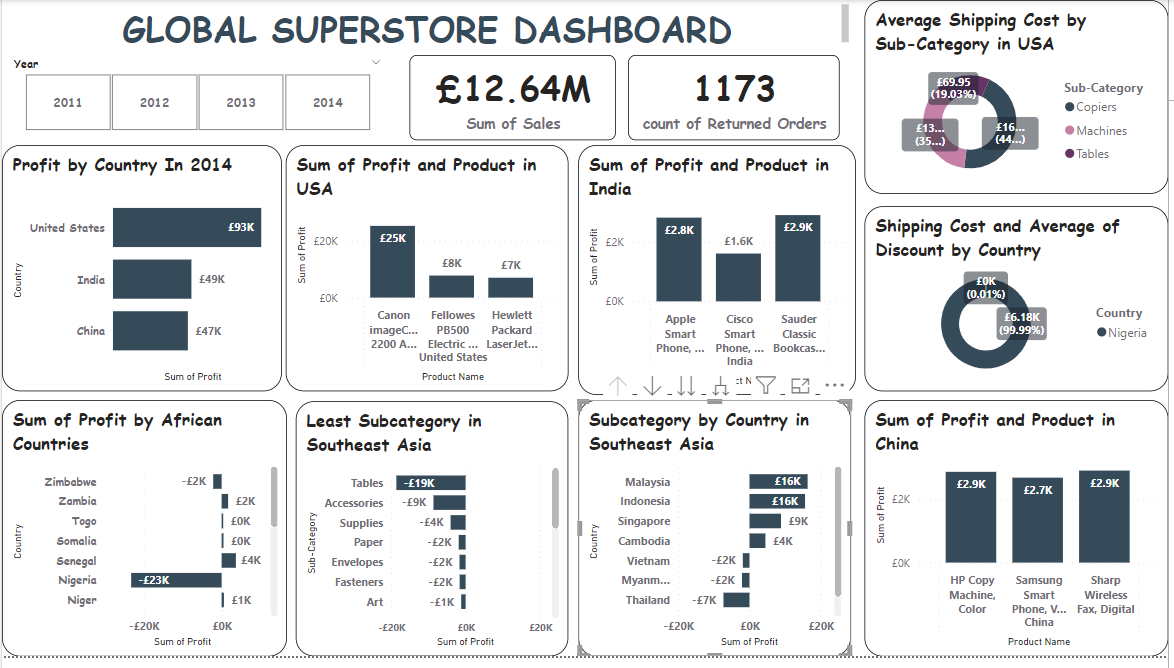 GLOBAL SUPERSTORE DASHBOARD
Year
2011
2012
2013
2014
£12.64M
Sum of Sales
1173
count of Returned Orders
Average Shipping Cost by
Sub-Category in USA
£69.95
(19.03%)
£13...
(35...)
£16...
(44...)
Sub-Category
Copiers
Machines
Tables
Profit by Country In 2014
Country
United States
£93K
India
£49K
China
£47K
Sum of Profit
Sum of Profit and Product in
USA
Sum of Profit
£20K
£0K
£25K
£8K
£7K
Canon
imageC...
2200 A...
Fellowes
PB500
Electric ...
Hewlett
Packard
LaserJet...
United States
Product Name
Sum of Profit and Product in
India
Sum of Profit
£2K
£0K
£2.8K
£1.6K
£2.9K
Apple
Smart
Phone, ...
Cisco
Smart
Phone, ...
Sauder
Classic
Bookcas...
India
ct N
Shipping Cost and Average of
Discount by Country
£0K
(0.01%)
£6.18K
(99.99%)
Country
Nigeria
Sum of Profit by African
Countries
Country
Zimbabwe
-£2K
Zambia
£2K
Togo
£0K
Somalia
£0K
Senegal
£4K
Nigeria
-£23K
Niger
£1K
-£20K
£0K
Sum of Profit
Least Subcategory in
Southeast Asia
Sub-Category
Tables
-£19K
Accessories
-£9K
Supplies
-£4K
Paper
-£2K
Envelopes
-£2K
Fasteners
-£2K
Art
-£1K
-£20K
£0K
£20K
Sum of Profit
Subcategory by Country in
Southeast Asia
Country
Malaysia
£16K
Indonesia
£16K
Singapore
£9K
Cambodia
£4K
Vietnam
-£2K
Myanm...
-£2K
Thailand
-£7K
-£20K
£0K
£20K
Sum of Profit
Sum of Profit and Product in
China
Sum of Profit
£2K
£0K
£2.9K
£2.7K
£2.9K
HP Copy
Machine,
Color
Samsung
Smart
Phone, V...
Sharp
Wireless
Fax, Digital
China
Product Name